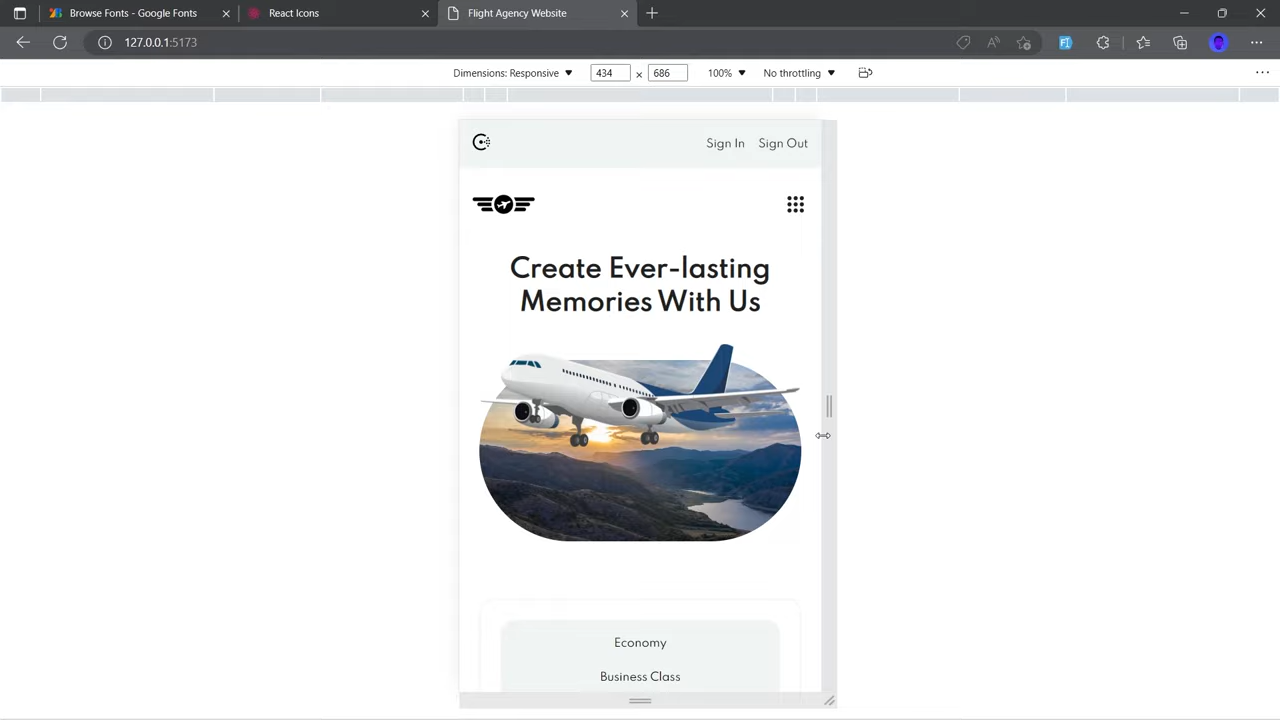 Browse Fonts - Google Fonts
React Icons
Flight Agency Website
127.0.0.1:5173
Dimensions: Responsive
434 × 686
100%
No throttling
Sign In
Sign Out
Create Ever-lasting
Memories With Us
Economy
Business Class